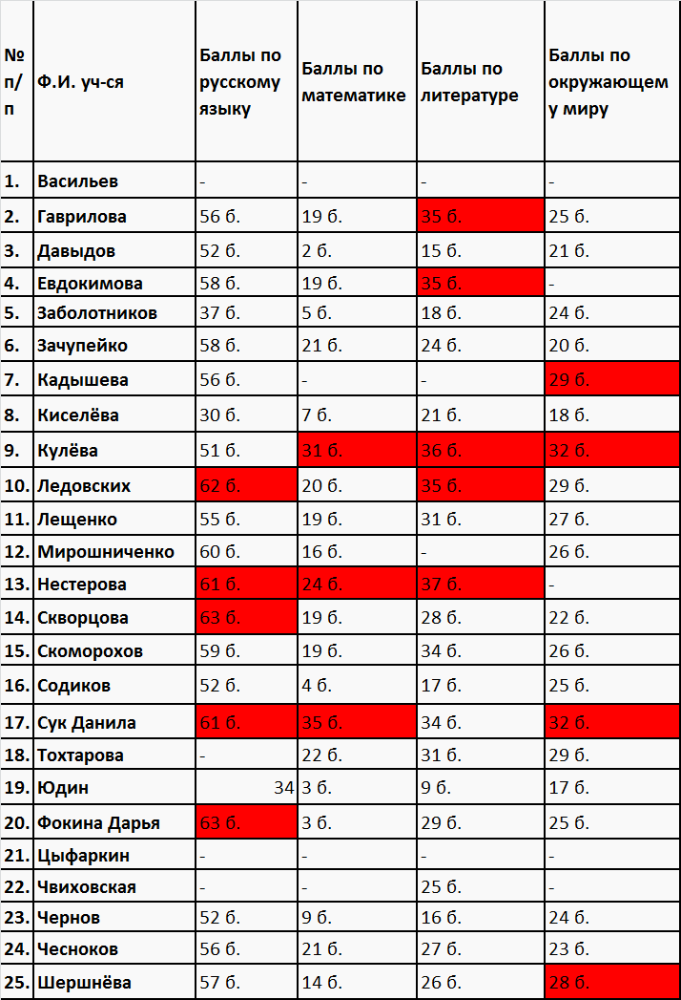 № п/п Ф.И. уч-ся Баллы по русскому языку Баллы по математике Баллы по литературе Баллы по окружающему миру
1. Васильев - - - -
2. Гаврилова 56 б. 19 б. 35 б. 25 б.
3. Давыдов 52 б. 2 б. 15 б. 21 б.
4. Евдокимова 58 б. 19 б. 35 б. -
5. Заболотников 37 б. 5 б. 18 б. 24 б.
6. Зачупейко 58 б. 21 б. 24 б. 20 б.
7. Кадышева 56 б. - - 29 б.
8. Киселёва 30 б. 7 б. 21 б. 18 б.
9. Кулёва 51 б. 31 б. 36 б. 32 б.
10. Ледовских 62 б. 20 б. 35 б. 29 б.
11. Лещенко 55 б. 19 б. 31 б. 27 б.
12. Мирошниченко 60 б. 16 б. - 26 б.
13. Нестерова 61 б. 24 б. 37 б. -
14. Скворцова 63 б. 19 б. 28 б. 22 б.
15. Скоморохов 59 б. 19 б. 34 б. 26 б.
16. Содиков 52 б. 4 б. 17 б. 25 б.
17. Сук Данила 61 б. 35 б. 34 б. 32 б.
18. Тохтарова - 22 б. 31 б. 29 б.
19. Юдин 34 3 б. 9 б. 17 б.
20. Фокина Дарья 63 б. 3 б. 29 б. 25 б.
21. Цыфаркин - - - -
22. Чвиховская - - 25 б. -
23. Чернов 52 б. 9 б. 16 б. 24 б.
24. Чесноков 56 б. 21 б. 27 б. 23 б.
25. Шершнёва 57 б. 14 б. 26 б. 28 б.